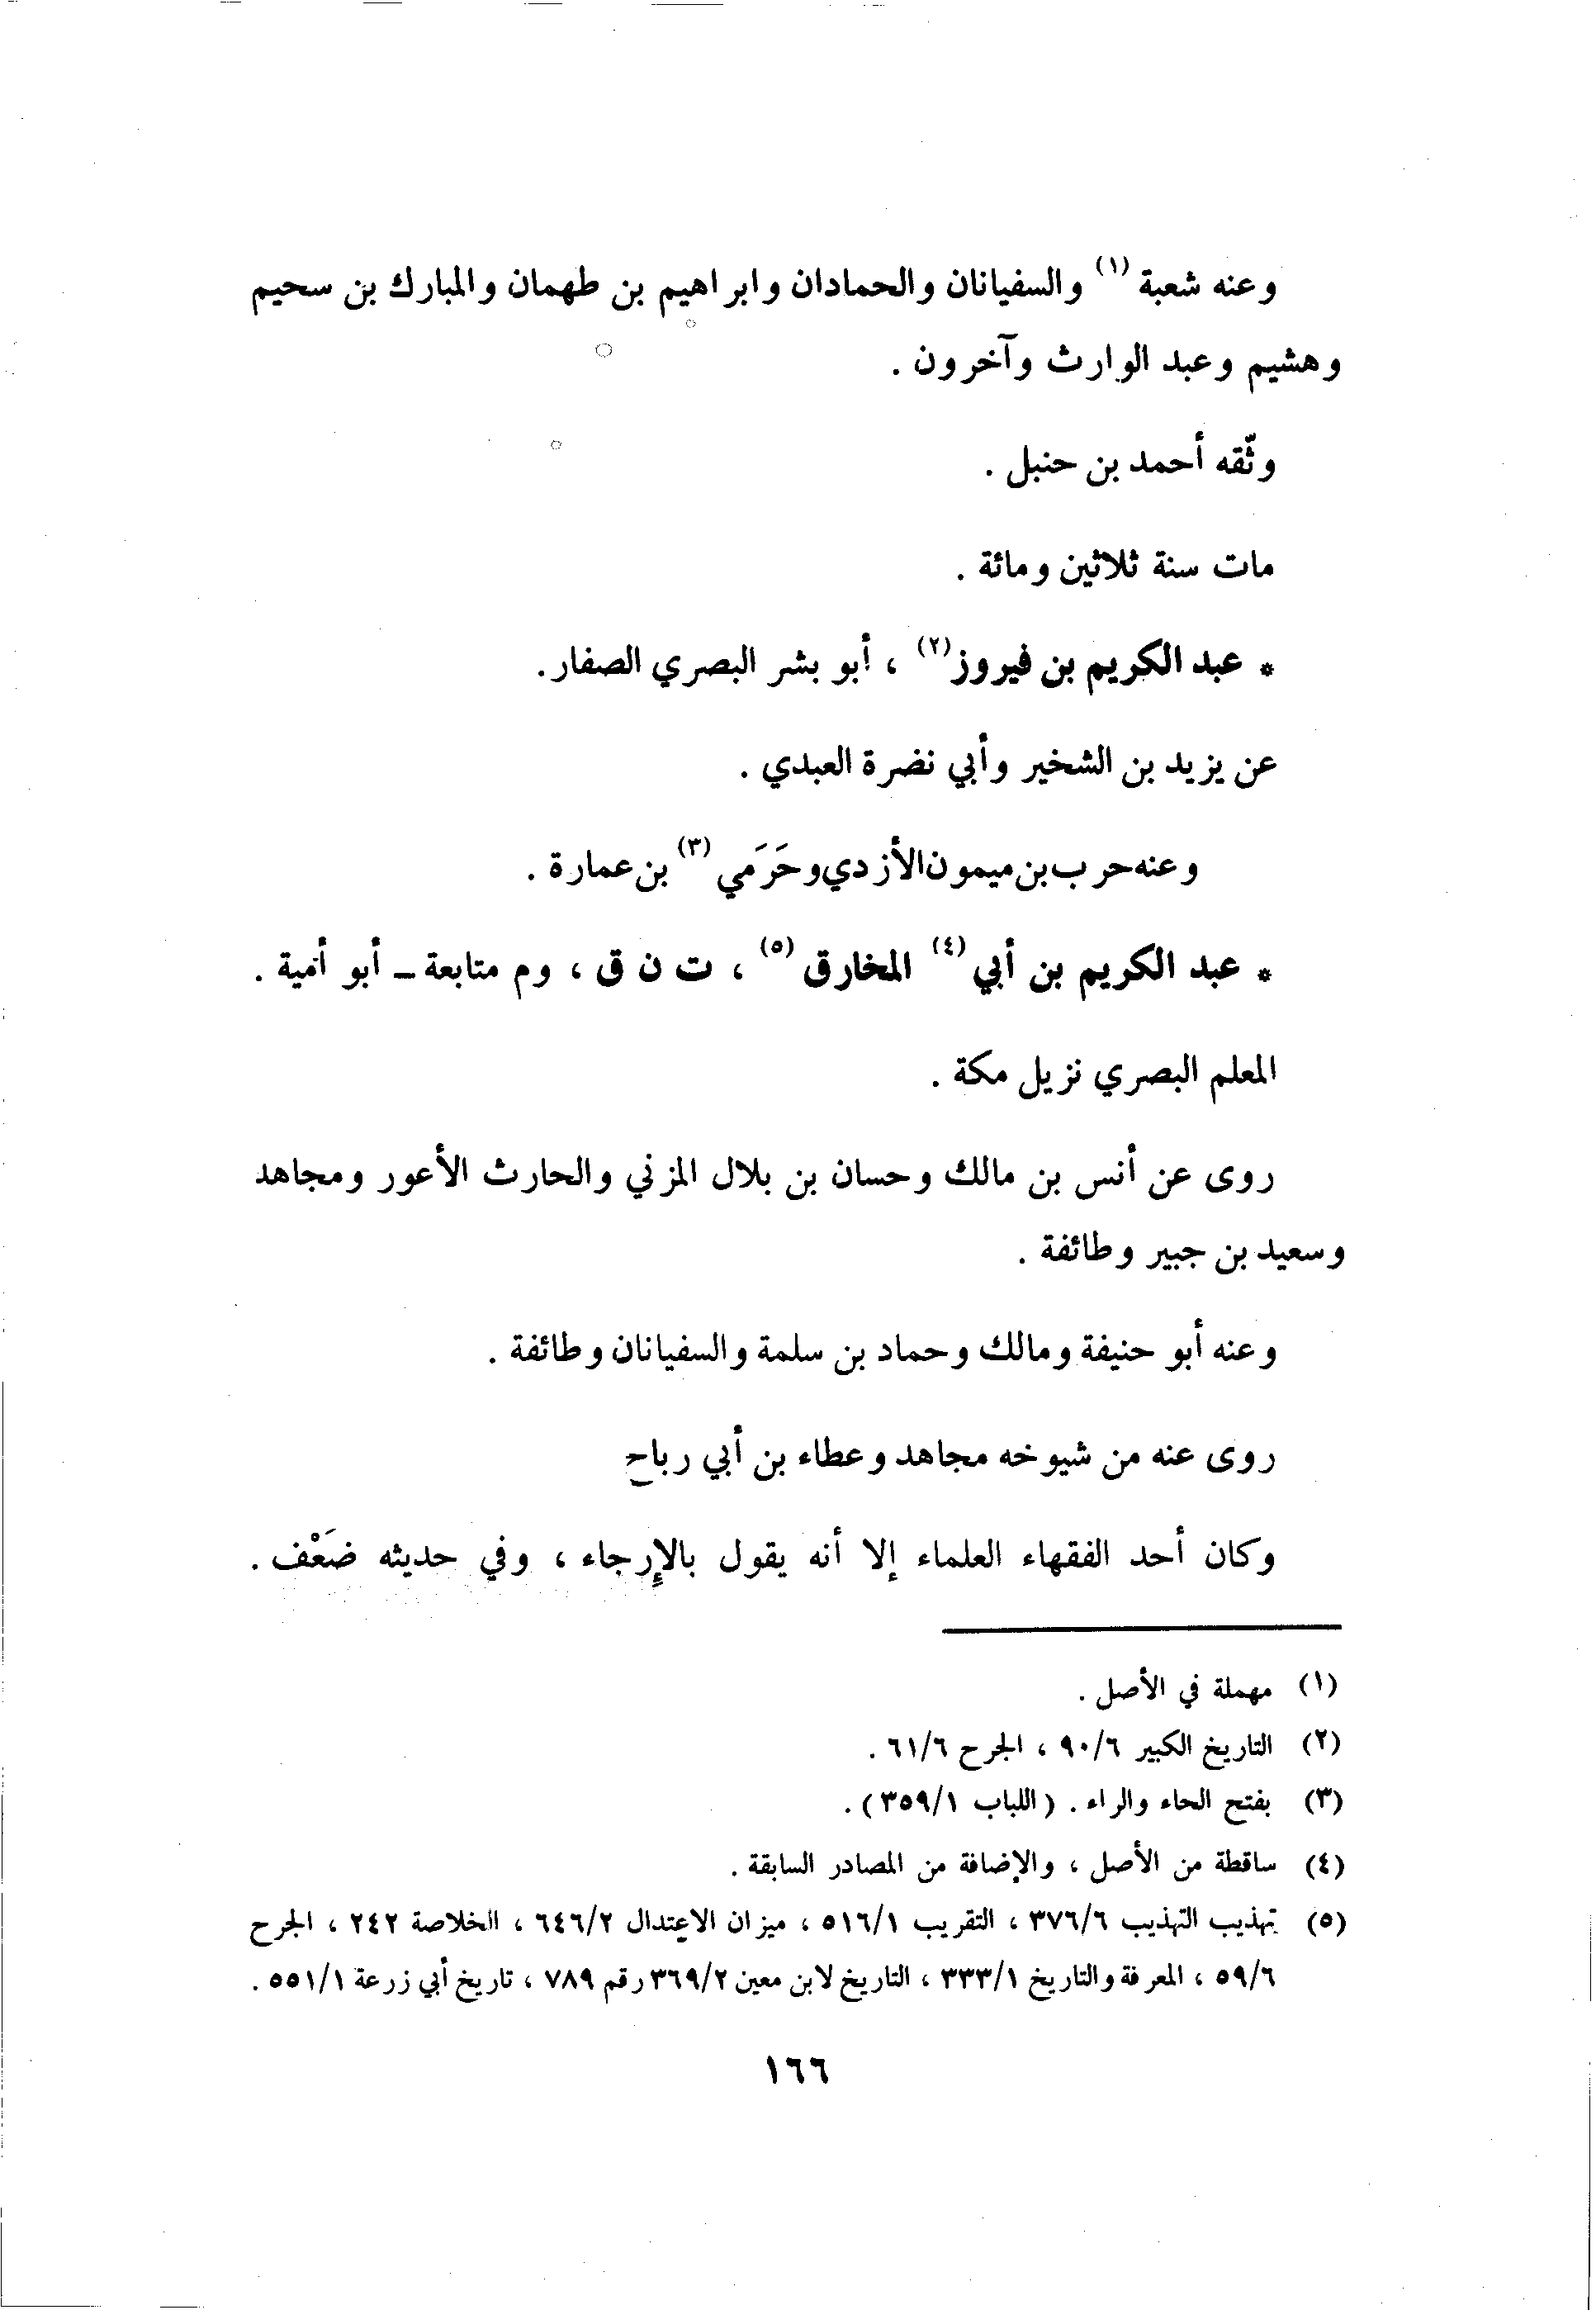 وعنه شعبة (١) والسفيانان والحمادان وابراهيم بن طهمان والمبارك بن سحيم
وهشيم وعبد الوارث وآخرون .
وثّقه أحمد بن حنبل .
مات سنة ثلاثين ومائة .
* عبد الكريم بن فيروز (٢) ، أبو بشر البصري الصفار .
عن يزيد بن الشخير وأبي نضرة العبدي .
وعنه حرب بن ميمون الأزدي وحَرَمي (٣) بن عمارة .
* عبد الكريم بن أبي (٤) المخارق (٥) ، ت ن ق ، وم متابعة ــ أبو أمية .
المعلم البصري نزيل مكة .
روى عن أنس بن مالك وحسان بن بلال المزني والحارث الأعور ومجاهد
وسعيد بن جبير وطائفة .
وعنه أبو حنيفة ومالك وحماد بن سلمة والسفيانان وطائفة .
روى عنه من شيوخه مجاهد وعطاء بن أبي رباح
وكان أحد الفقهاء العلماء إلا أنه يقول بالإرجاء ، وفي حديثه ضَعْف .
(١) مهملة في الأصل .
(٢) التاريخ الكبير ٩٠/٦ ، الجرح ٦١/٦ .
(٣) بفتح الحاء والراء . (اللباب ٣٥٩/١) .
(٤) ساقطة من الأصل ، والإضافة من المصادر السابقة .
(٥) تهذيب التهذيب ٣٧٦/٦ ، التقريب ٥١٦/١ ، ميزان الاعتدال ٦٤٦/٢ ، الخلاصة ٢٤٢ ، الجرح
٥٩/٦ ، المعرفة والتاريخ ٣٣٣/١ ، التاريخ لابن معين ٣٦٩/٢ رقم ٧٨٩ ، تاريخ أبي زرعة ٥٥١/١ .
١٦٦